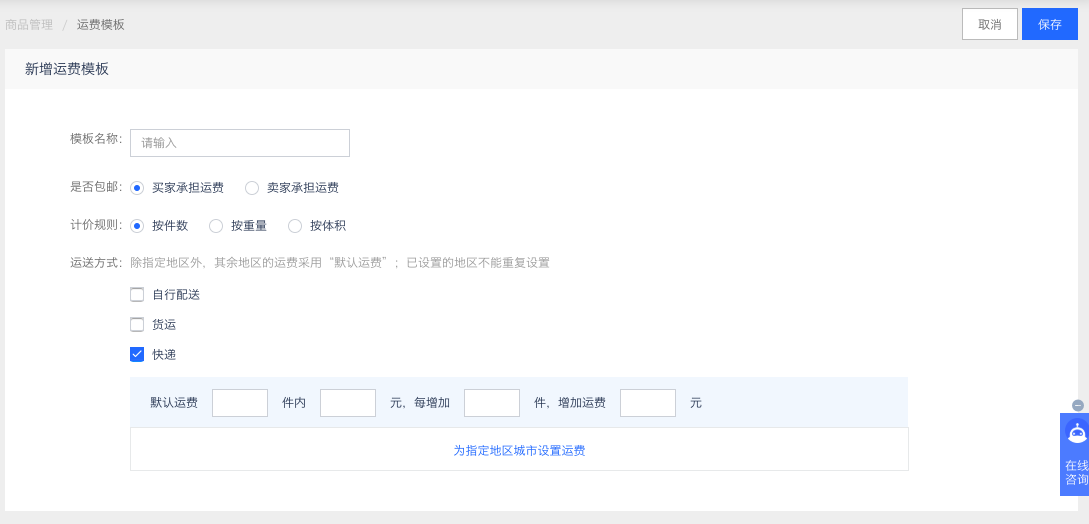 商品管理 / 运费模板
取消 保存
新增运费模板
模板名称: 请输入
是否包邮: 买家承担运费 卖家承担运费
计价规则: 按件数 按重量 按体积
运送方式: 除指定地区外，其余地区的运费采用“默认运费”；已设置的地区不能重复设置
自行配送
货运
快递
默认运费 件内 元，每增加 件，增加运费 元
为指定地区城市设置运费
在线
咨询